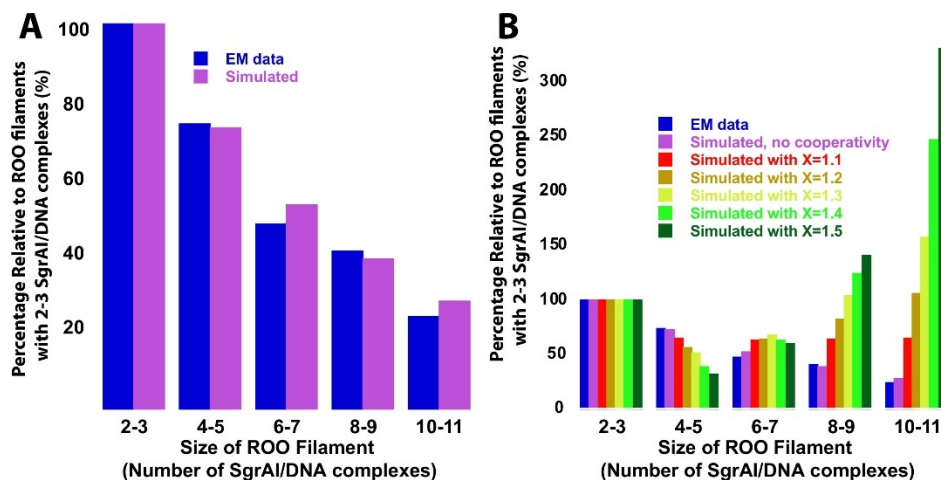 A
Percentage Relative to ROO filaments
with 2-3 SgrAI/DNA complexes (%)
100
80
60
40
20
EM data
Simulated
2-3
4-5
6-7
8-9
10-11
Size of ROO Filament
(Number of SgrAI/DNA complexes)
B
Percentage Relative to ROO filaments
with 2-3 SgrAI/DNA complexes (%)
300
250
200
150
100
50
0
EM data
Simulated, no cooperativity
Simulated with X=1.1
Simulated with X=1.2
Simulated with X=1.3
Simulated with X=1.4
Simulated with X=1.5
2-3
4-5
6-7
8-9
10-11
Size of ROO Filament
(Number of SgrAI/DNA complexes)